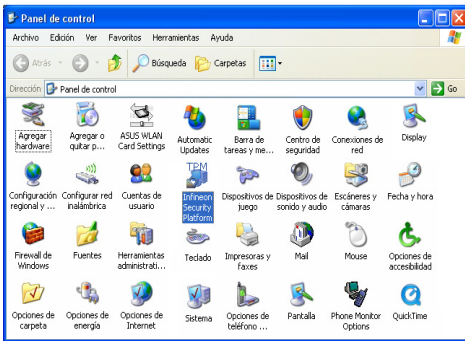 Panel de control
Archivo Edición Ver Favoritos Herramientas Ayuda
Atrás Búsqueda Carpetas
Dirección Panel de control Go
Agregar hardware
Agregar o quitar p...
ASUS WLAN Card Settings
Automatic Updates
Barra de tareas y me...
Centro de seguridad
Conexiones de red
Display
Configuración regional y ...
Configurar red inalámbrica
Cuentas de usuario
TPM
Infineon Security Platform
Dispositivos de juego
Dispositivos de sonido y audio
Escáneres y cámaras
Fecha y hora
Firewall de Windows
Fuentes
Herramientas administrati...
Teclado
Impresoras y faxes
Mail
Mouse
Opciones de accesibilidad
Opciones de carpeta
Opciones de energía
Opciones de Internet
Sistema
Opciones de teléfono ...
Pantalla
Phone Monitor Options
QuickTime